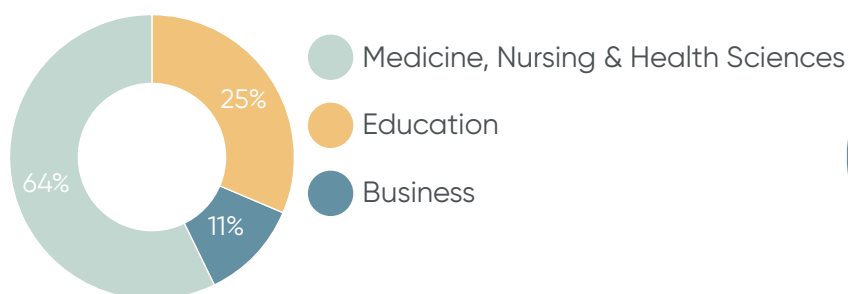 25%
64%
11%
Medicine, Nursing & Health Sciences
Education
Business